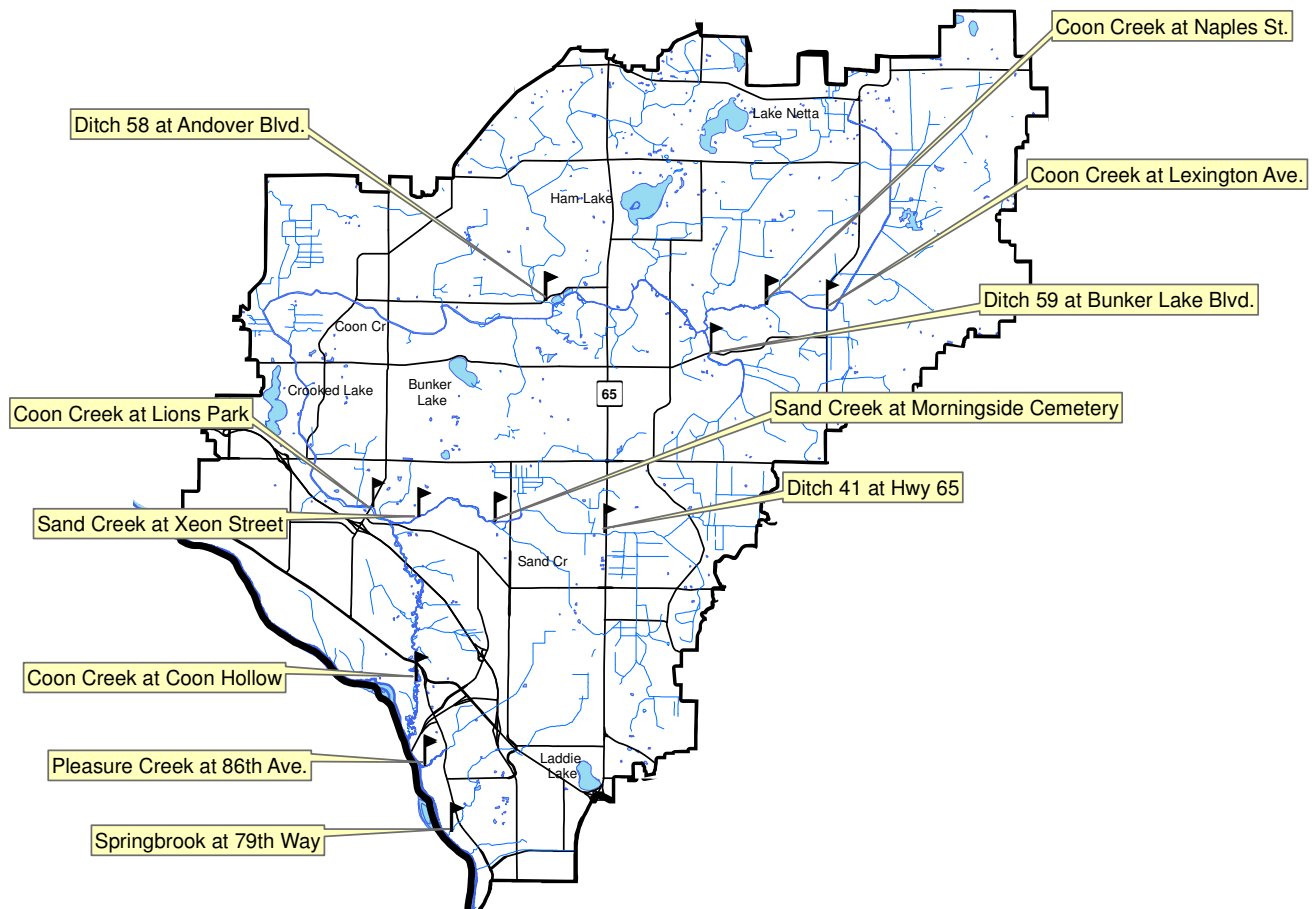 Coon Creek at Naples St.
Lake Netta
Ditch 58 at Andover Blvd.
Coon Creek at Lexington Ave.
Ham Lake
Ditch 59 at Bunker Lake Blvd.
Coon Cr
Crooked Lake
Bunker
Lake
65
Coon Creek at Lions Park
Sand Creek at Morningside Cemetery
Ditch 41 at Hwy 65
Sand Creek at Xeon Street
Sand Cr
Coon Creek at Coon Hollow
Pleasure Creek at 86th Ave.
Laddie
Lake
Springbrook at 79th Way